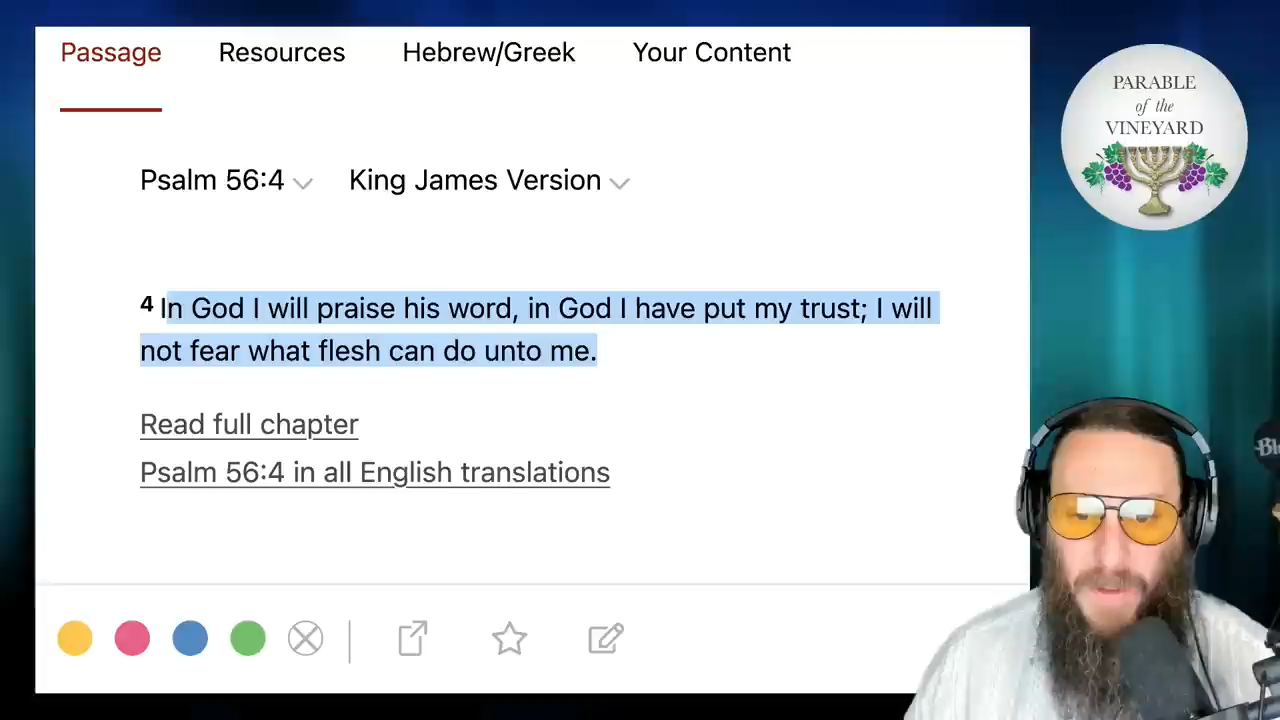 Passage Resources Hebrew/Greek Your Content
PARABLE
of the
VINEYARD
Psalm 56:4 King James Version
4 In God I will praise his word, in God I have put my trust; I will
not fear what flesh can do unto me.
Read full chapter
Psalm 56:4 in all English translations